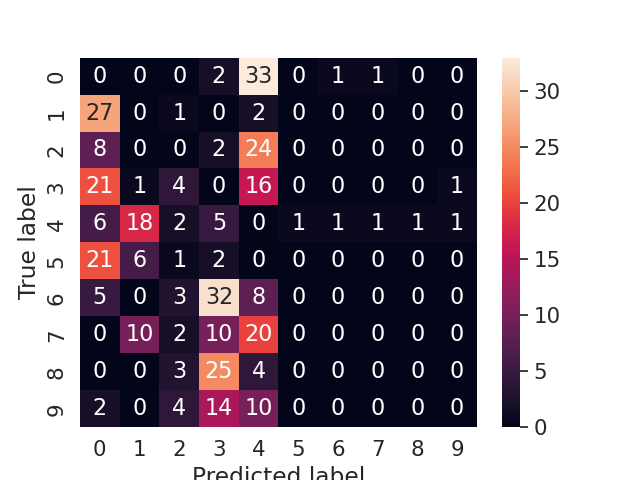 0 0 0 0 2 33 0 1 1 0 0
1 27 0 1 0 2 0 0 0 0 0
2 8 0 0 2 24 0 0 0 0 0
3 21 1 4 0 16 0 0 0 0 1
4 6 18 2 5 0 1 1 1 1 1
5 21 6 1 2 0 0 0 0 0 0
6 5 0 3 32 8 0 0 0 0 0
7 0 10 2 10 20 0 0 0 0 0
8 0 0 3 25 4 0 0 0 0 0
9 2 0 4 14 10 0 0 0 0 0
0 1 2 3 4 5 6 7 8 9
True label
Predicted label
30
25
20
15
10
5
0